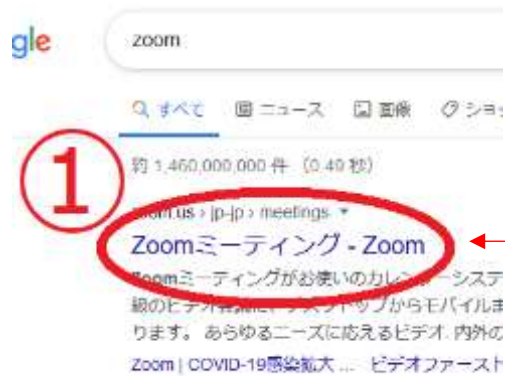 gle
zoom
すべて ニュース 画像 ショ
①
約 1,460,000,000 件 (0.49 秒)
zoom.us › jp-jp › meetings
Zoomミーティング - Zoom
Zoomミーティングがお使いのカレンダーシステ
級のビデオ会議に、デスクトップからモバイルま
ります。 あらゆるニーズに応えるビデオ. 内外の
Zoom | COVID-19感染拡大 ... ビデオファースト